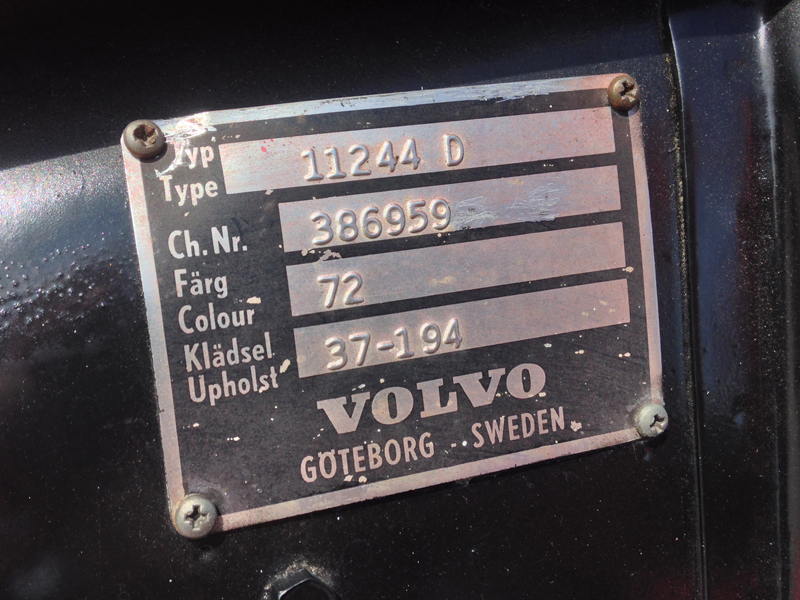 Typ
Type 11244 D
Ch.Nr. 386959
Färg
Colour 72
Klädsel
Upholst 37-194
VOLVO
GÖTEBORG - SWEDEN